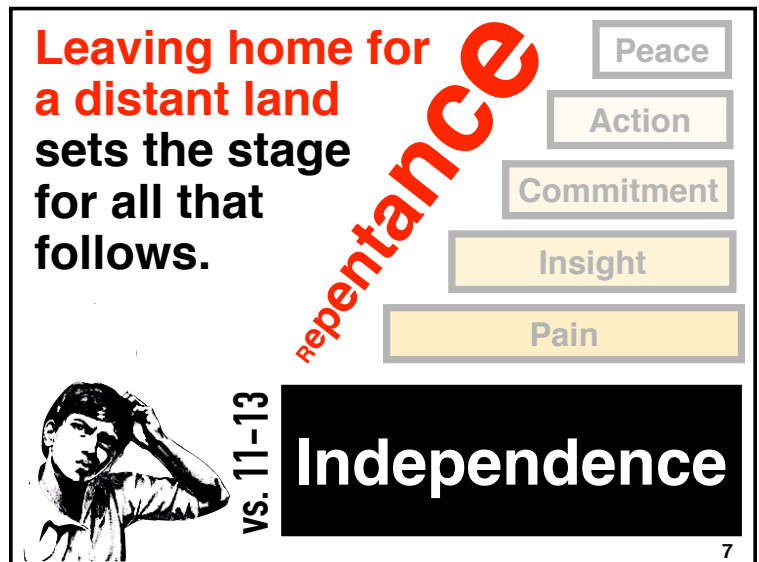 Leaving home for
a distant land
sets the stage
for all that
follows.
Repentance
Peace
Action
Commitment
Insight
Pain
vs. 11-13
Independence
7